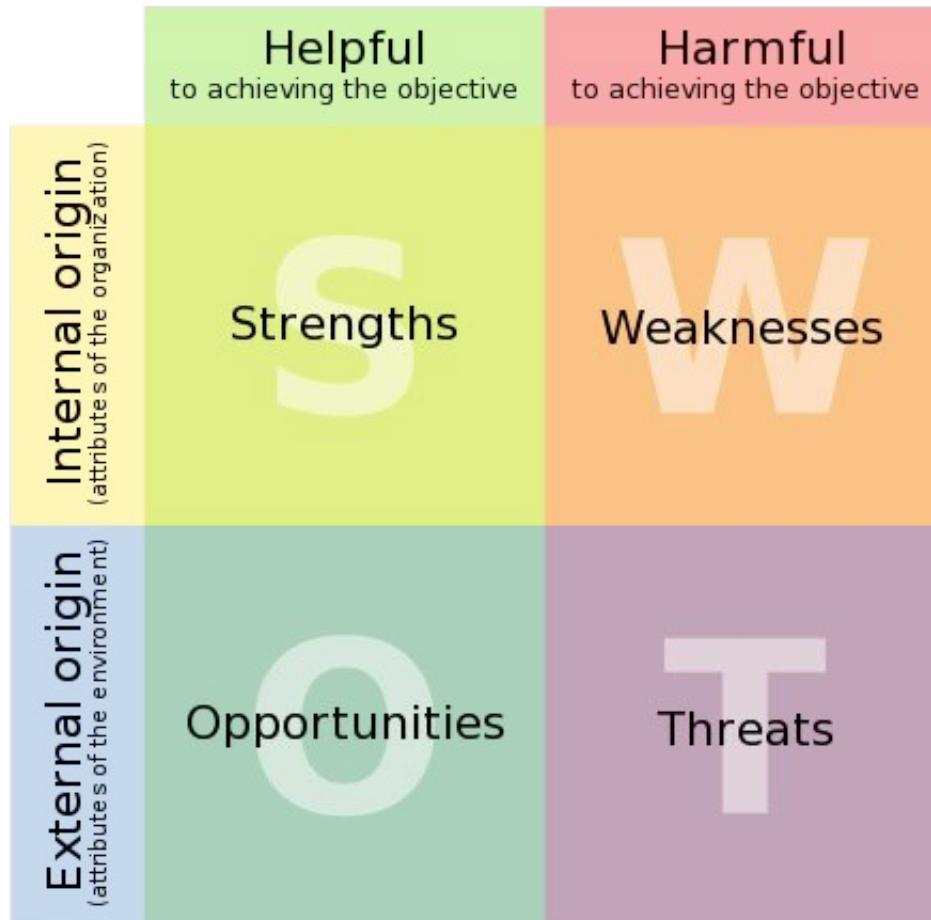 Helpful
to achieving the objective
Harmful
to achieving the objective
Internal origin
(attributes of the organization)
S
Strengths
W
Weaknesses
External origin
(attributes of the environment)
O
Opportunities
T
Threats